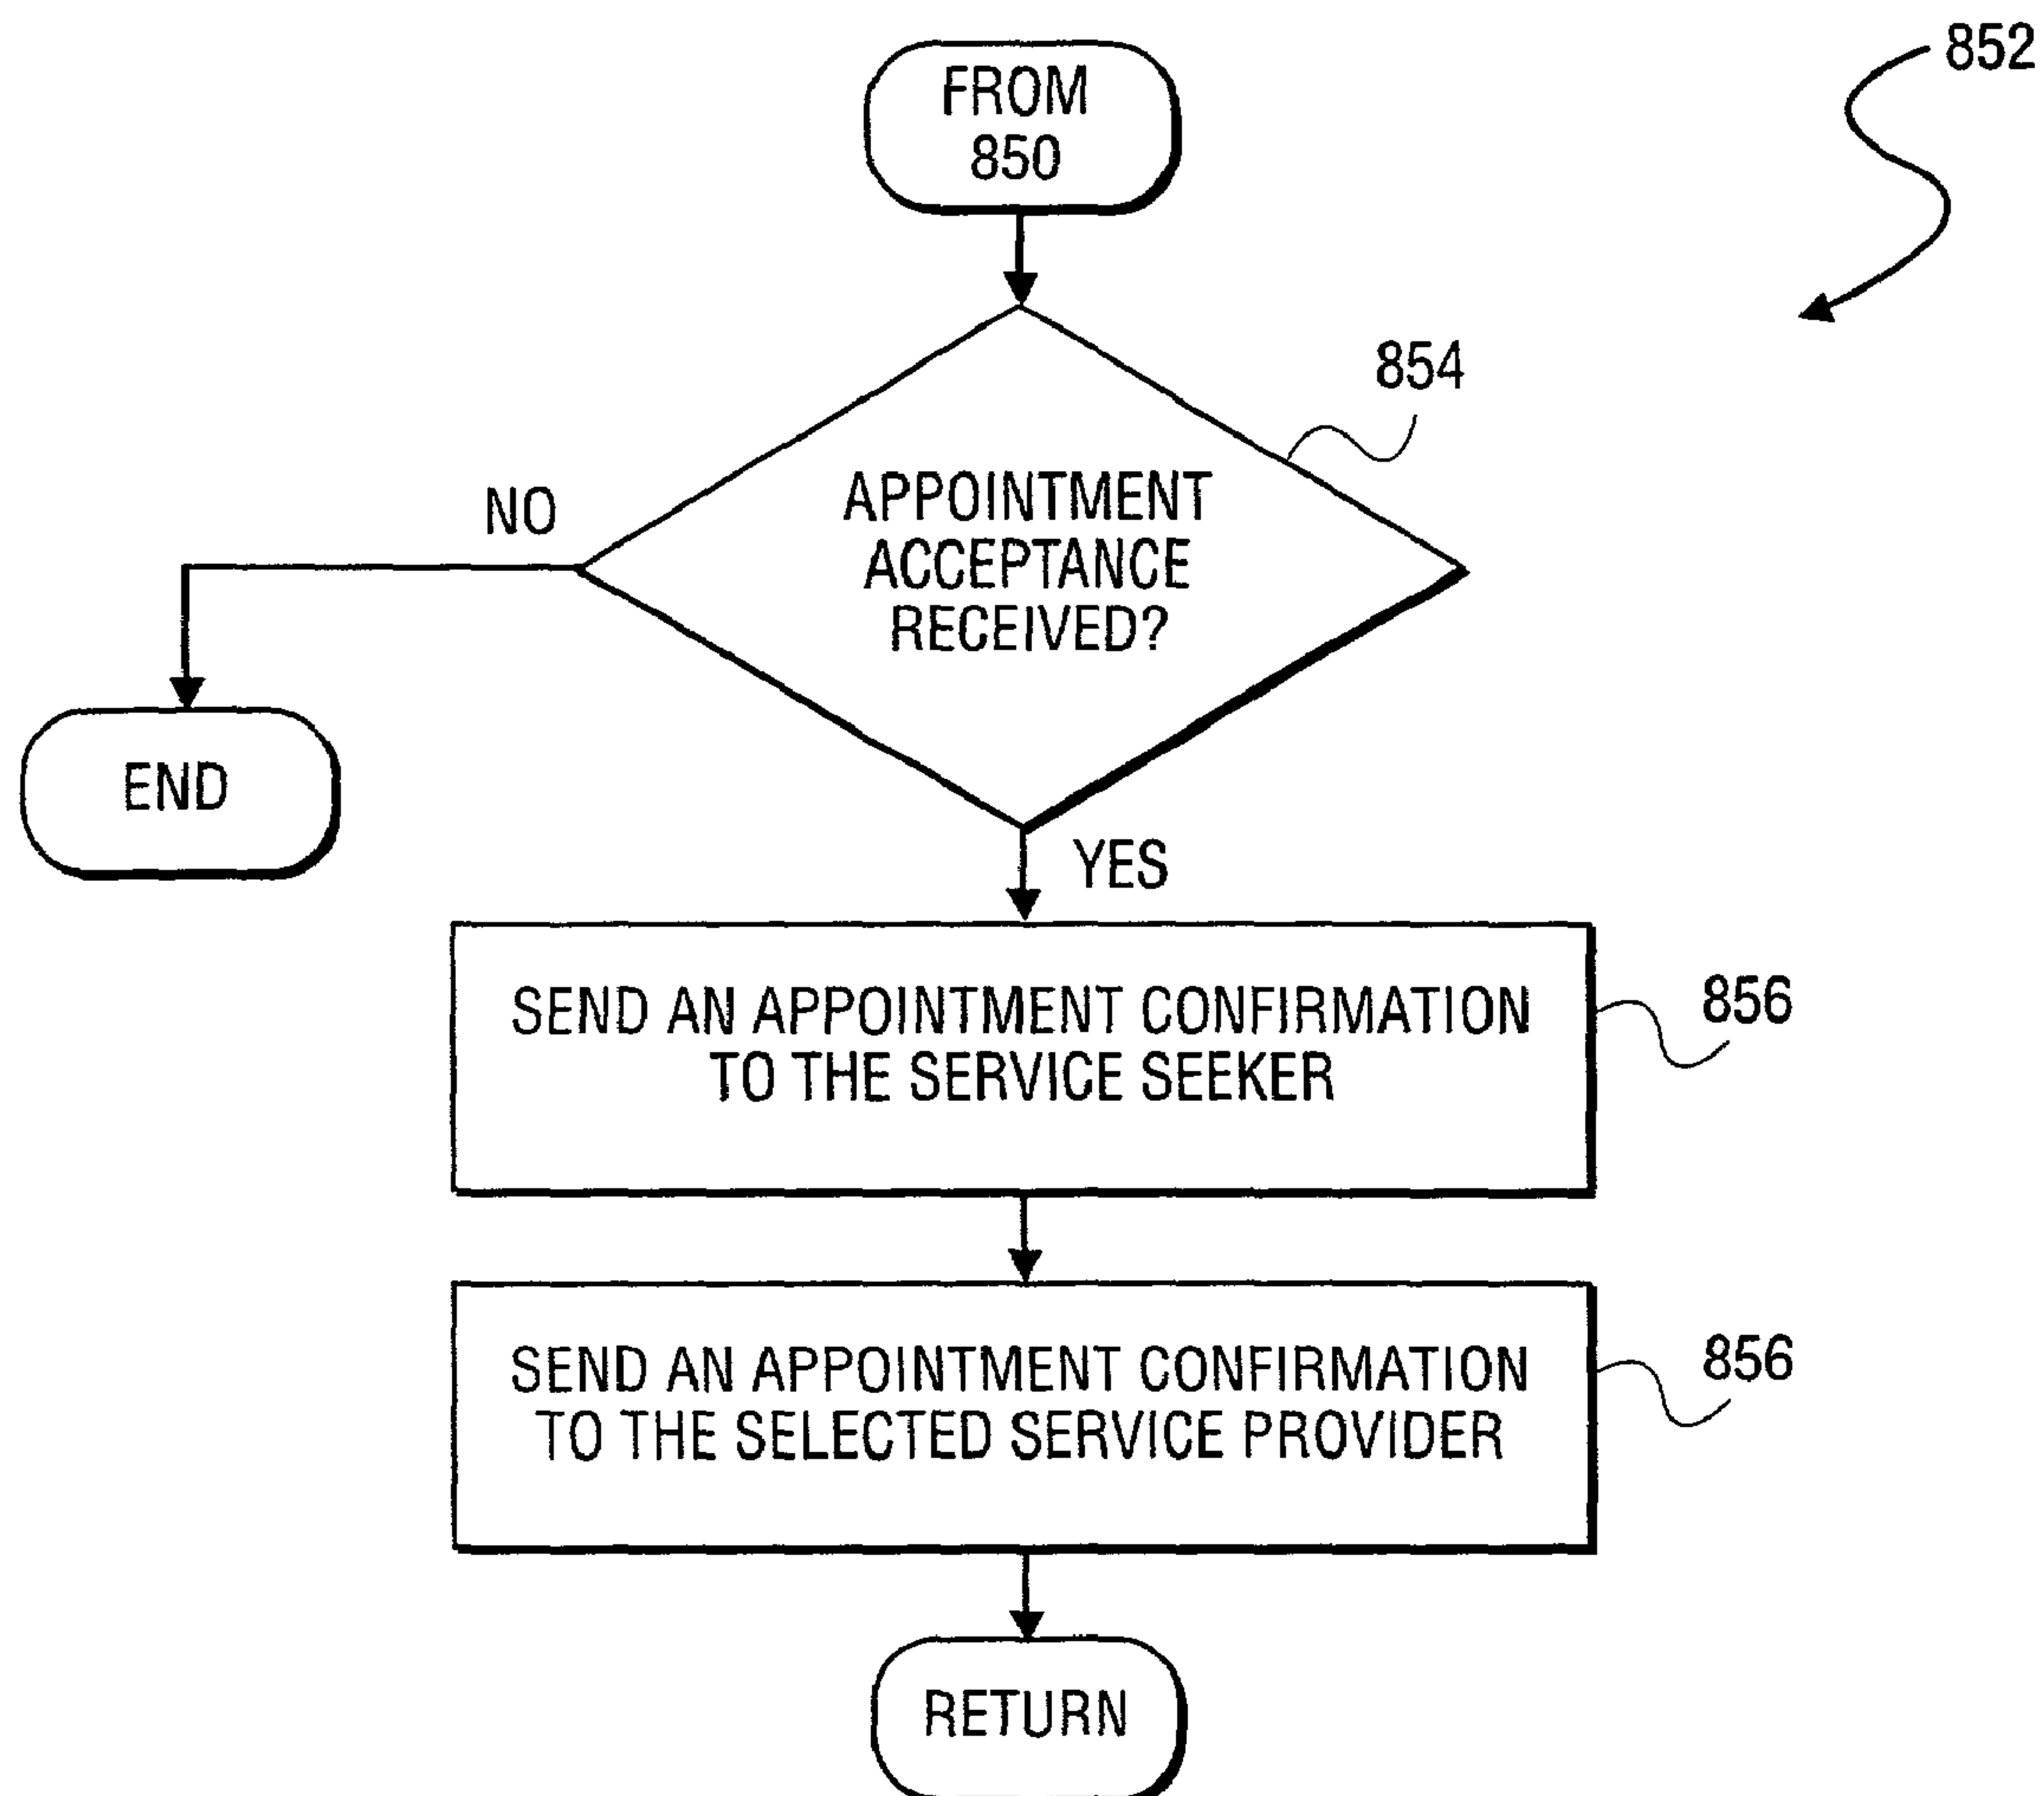 852
FROM
850
854
APPOINTMENT
ACCEPTANCE
RECEIVED?
NO
END
YES
SEND AN APPOINTMENT CONFIRMATION
TO THE SERVICE SEEKER
856
SEND AN APPOINTMENT CONFIRMATION
TO THE SELECTED SERVICE PROVIDER
856
RETURN